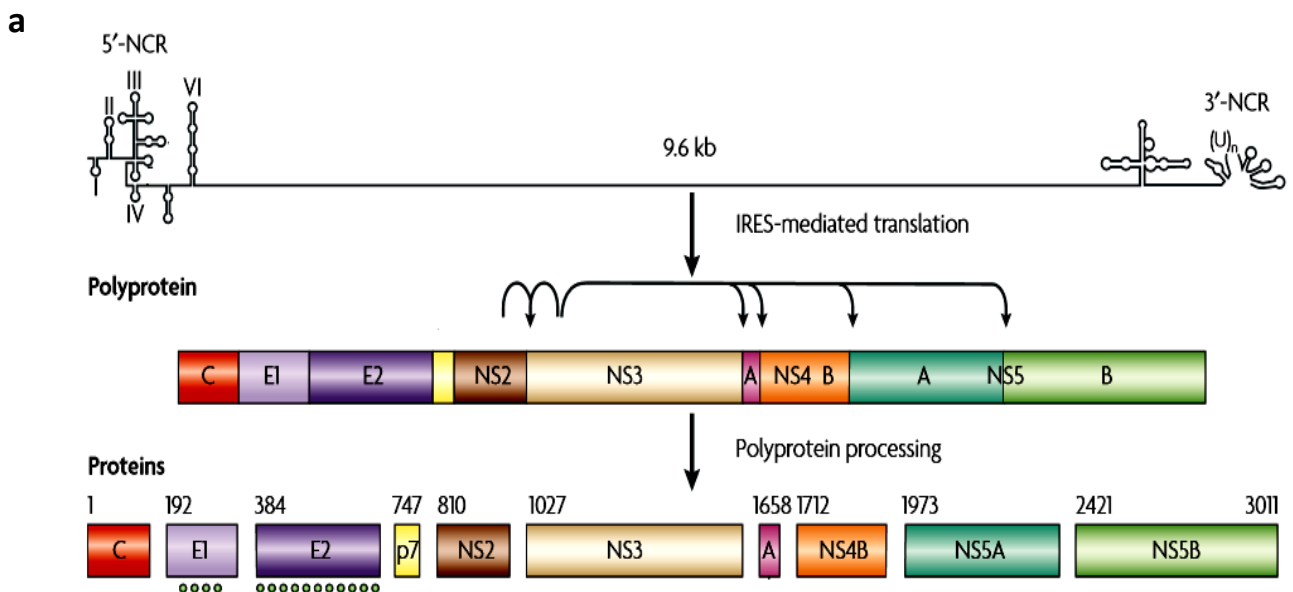 a
5′-NCR
III
VI
II
3′-NCR
(U)n
V
9.6 kb
I
IV
IRES-mediated translation
Polyprotein
C E1 E2 NS2 NS3 A NS4 B A NS5 B
Polyprotein processing
Proteins
1 192 384 747 810 1027 1658 1712 1973 2421 3011
C E1 E2 p7 NS2 NS3 A NS4B NS5A NS5B